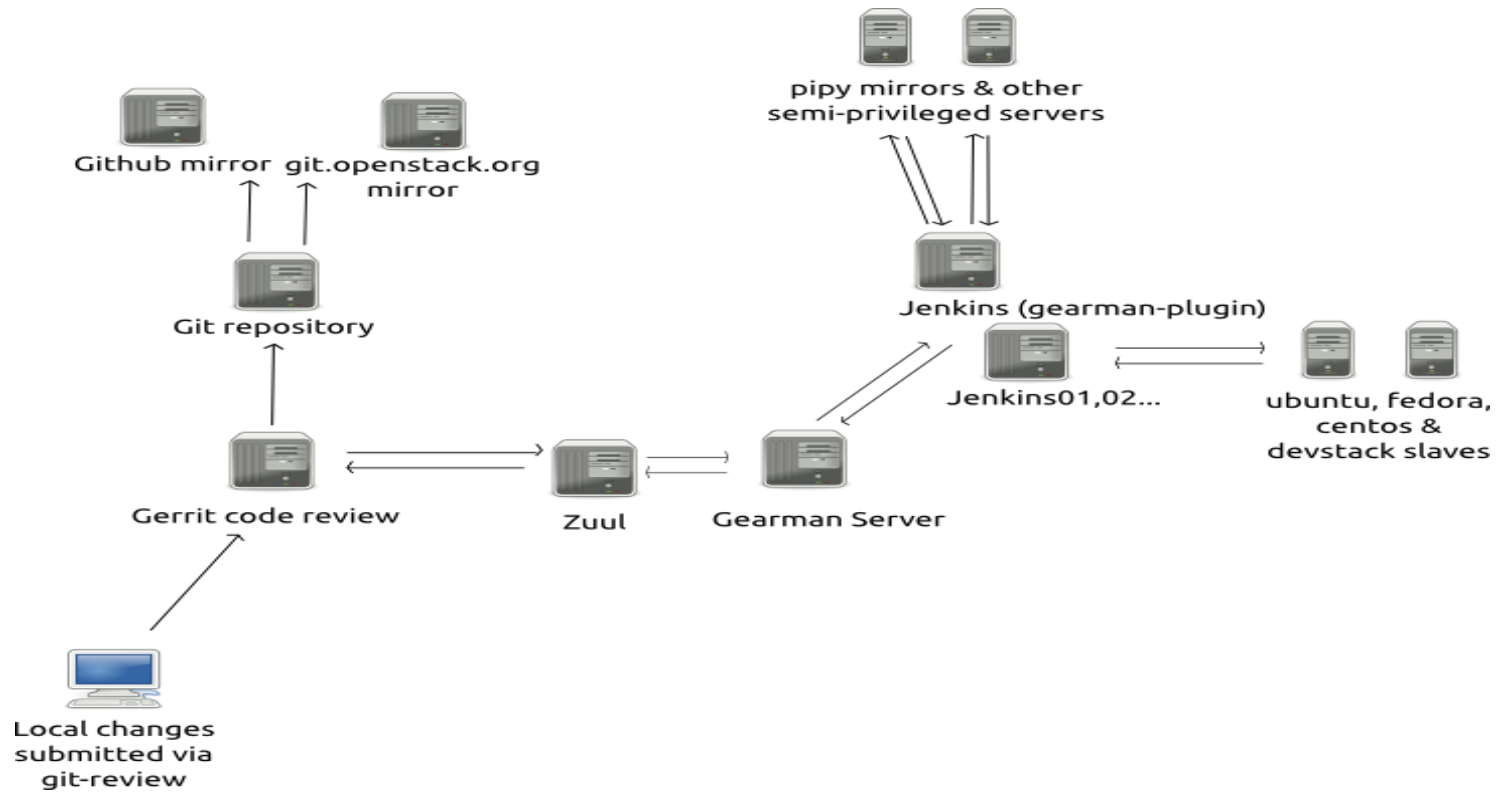 pipy mirrors & other
semi-privileged servers
Github mirror
git.openstack.org
mirror
Git repository
Jenkins (gearman-plugin)
Jenkins01,02...
ubuntu, fedora,
centos &
devstack slaves
Gerrit code review
Zuul
Gearman Server
Local changes
submitted via
git-review